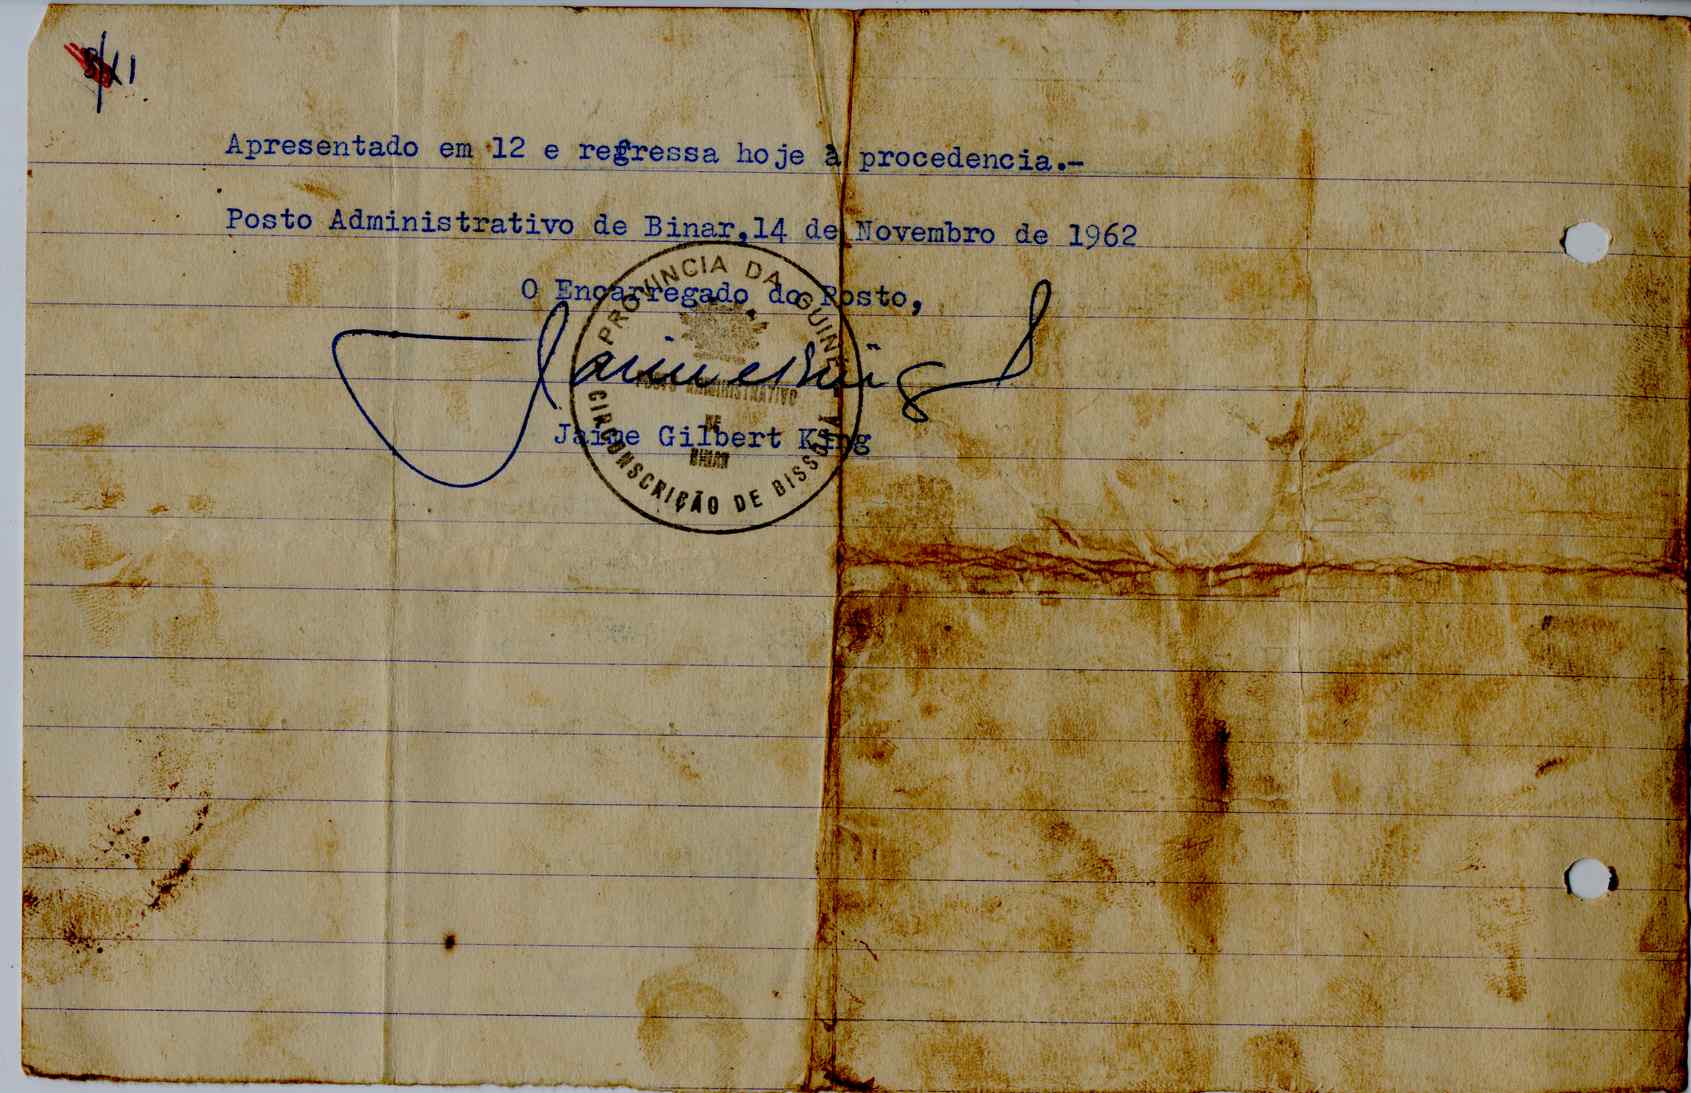 Apresentado em 12 e regressa hoje à procedencia.-
Posto Administrativo de Binar,14 de Novembro de 1962
O Encarregado do Posto,
PROVINCIA DA GUINÉ
POSTO ADMINISTRATIVO
DE
BINAR
CIRCUNSCRIÇÃO DE BISSORÃ
Jaime Gilbert King